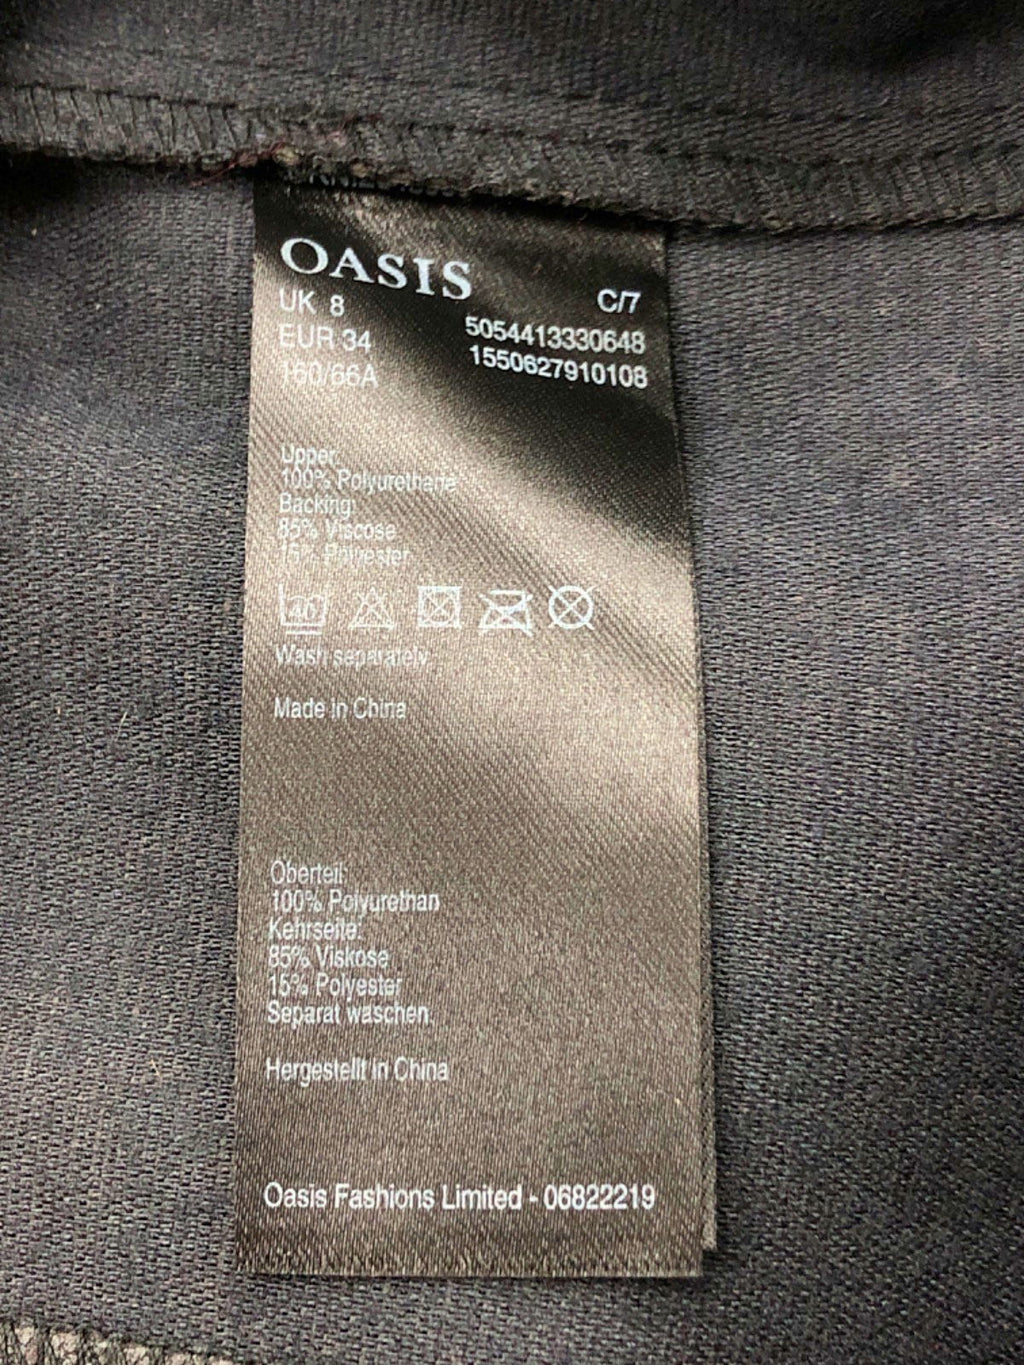 OASIS
UK 8
EUR 34
160/66A
C/7
5054413330648
1550627910108
Upper:
100% Polyurethane
Backing:
85% Viscose
15% Polyester
40
Wash separately
Made in China
Oberteil:
100% Polyurethan
Kehrseite:
85% Viskose
15% Polyester
Separat waschen
Hergestellt in China
Oasis Fashions Limited - 06822219